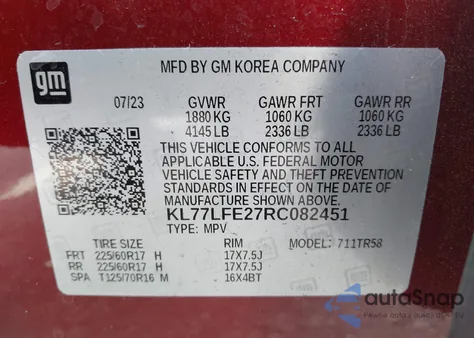 gm
MFD BY GM KOREA COMPANY
07/23 GVWR GAWR FRT GAWR RR
1880 KG 1060 KG 1060 KG
4145 LB 2336 LB 2336 LB
THIS VEHICLE CONFORMS TO ALL
APPLICABLE U.S. FEDERAL MOTOR
VEHICLE SAFETY AND THEFT PREVENTION
STANDARDS IN EFFECT ON THE DATE OF
MANUFACTURE SHOWN ABOVE.
KL77LFE27RC082451
TYPE: MPV MODEL: 711TR58
TIRE SIZE RIM
FRT 225/60R17 H 17X7.5J
RR 225/60R17 H 17X7.5J
SPA T125/70R16 M 16X4BT
autoSnap